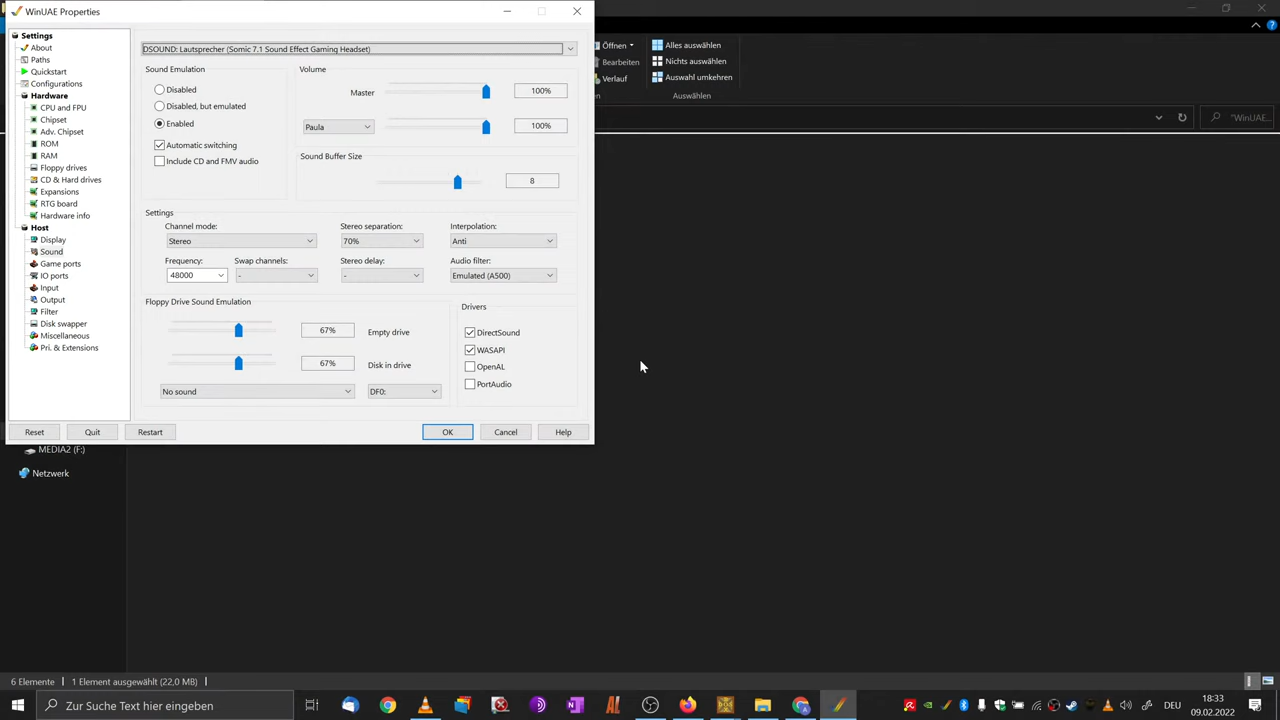 WinUAE Properties
Settings
About
Paths
Quickstart
Configurations
Hardware
CPU and FPU
Chipset
Adv. Chipset
ROM
RAM
Floppy drives
CD & Hard drives
Expansions
RTG board
Hardware info
Host
Display
Sound
Game ports
IO ports
Input
Output
Filter
Disk swapper
Miscellaneous
Pri. & Extensions
DSOUND: Lautsprecher (Somic 7.1 Sound Effect Gaming Headset)
Sound Emulation
Disabled
Disabled, but emulated
Enabled
Automatic switching
Include CD and FMV audio
Volume
Master 100%
Paula 100%
Sound Buffer Size
8
Settings
Channel mode: Stereo separation: Interpolation:
Stereo 70% Anti
Frequency: Swap channels: Stereo delay: Audio filter:
48000 - - Emulated (A500)
Floppy Drive Sound Emulation
67% Empty drive
67% Disk in drive
No sound DF0:
Drivers
DirectSound
WASAPI
OpenAL
PortAudio
Reset Quit Restart OK Cancel Help
Öffnen
Bearbeiten
Verlauf
Alles auswählen
Nichts auswählen
Auswahl umkehren
Auswählen
"WinUAE...
MEDIA2 (F:)
Netzwerk
6 Elemente 1 Element ausgewählt (22,0 MB)
Zur Suche Text hier eingeben
DEU
18:33
09.02.2022